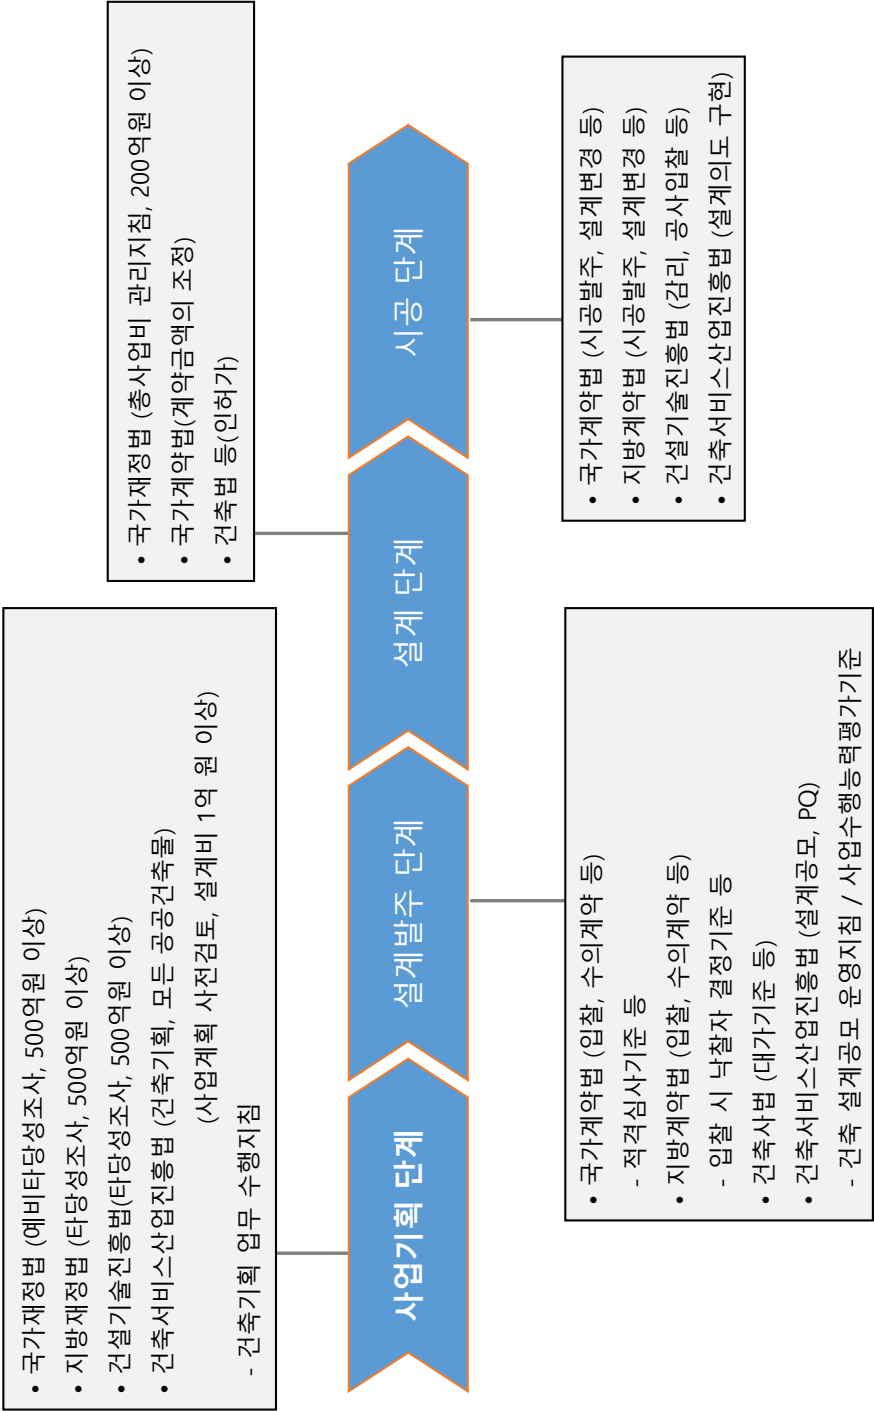 • 국가재정법 (예비타당성조사, 500억원 이상)
• 지방재정법 (타당성조사, 500억원 이상)
• 건설기술진흥법(타당성조사, 500억원 이상)
• 건축서비스산업진흥법 (건축기획, 모든 공공건축물)
(사업계획 사전검토, 설계비 1억 원 이상)
- 건축기획 업무 수행지침
• 국가재정법 (총사업비 관리지침, 200억원 이상)
• 국가계약법(계약금액의 조정)
• 건축법 등(인허가)
사업기획 단계
설계발주 단계
설계 단계
시공 단계
• 국가계약법 (입찰, 수의계약 등)
- 적격심사기준 등
• 지방계약법 (입찰, 수의계약 등)
- 입찰 시 낙찰자 결정기준 등
• 건축사법 (대가기준 등)
• 건축서비스산업진흥법 (설계공모, PQ)
- 건축 설계공모 운영지침 / 사업수행능력평가기준
• 국가계약법 (시공발주, 설계변경 등)
• 지방계약법 (시공발주, 설계변경 등)
• 건설기술진흥법 (감리, 공사입찰 등)
• 건축서비스산업진흥법 (설계의도 구현)